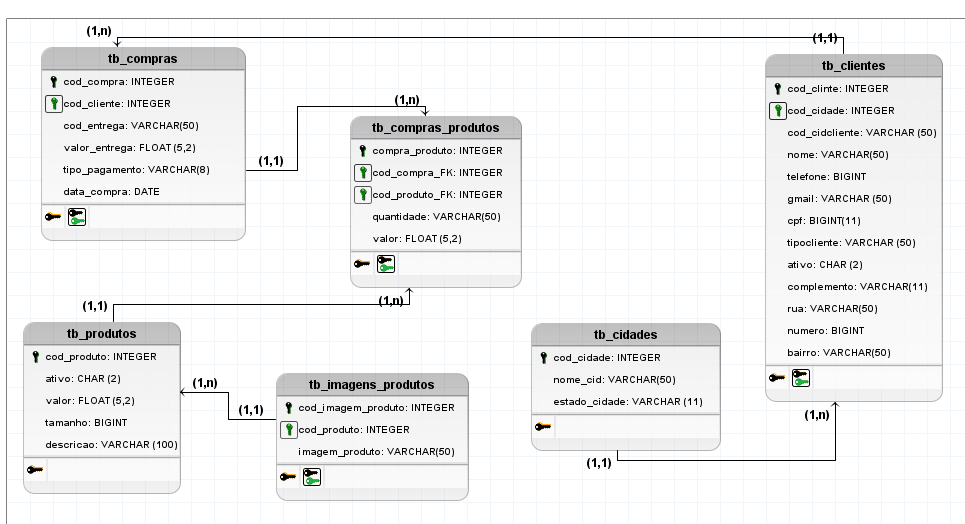 (1,n)
(1,1)
tb_compras
cod_compra: INTEGER
cod_cliente: INTEGER
cod_entrega: VARCHAR(50)
valor_entrega: FLOAT(5,2)
tipo_pagamento: VARCHAR(8)
data_compra: DATE
(1,1)
(1,n)
tb_compras_produtos
compra_produto: INTEGER
cod_compra_FK: INTEGER
cod_produto_FK: INTEGER
quantidade: VARCHAR(50)
valor: FLOAT(5,2)
tb_clientes
cod_clinte: INTEGER
cod_cidade: INTEGER
cod_cidcliente: VARCHAR (50)
nome: VARCHAR(50)
telefone: BIGINT
gmail: VARCHAR (50)
cpf: BIGINT(11)
tipocliente: VARCHAR (50)
ativo: CHAR (2)
complemento: VARCHAR(11)
rua: VARCHAR(50)
numero: BIGINT
bairro: VARCHAR(50)
(1,1)
(1,n)
tb_produtos
cod_produto: INTEGER
ativo: CHAR (2)
valor: FLOAT(5,2)
tamanho: BIGINT
descricao: VARCHAR (100)
(1,n)
(1,1)
tb_imagens_produtos
cod_imagem_produto: INTEGER
cod_produto: INTEGER
imagem_produto: VARCHAR(50)
tb_cidades
cod_cidade: INTEGER
nome_cid: VARCHAR(50)
estado_cidade: VARCHAR (11)
(1,1)
(1,n)